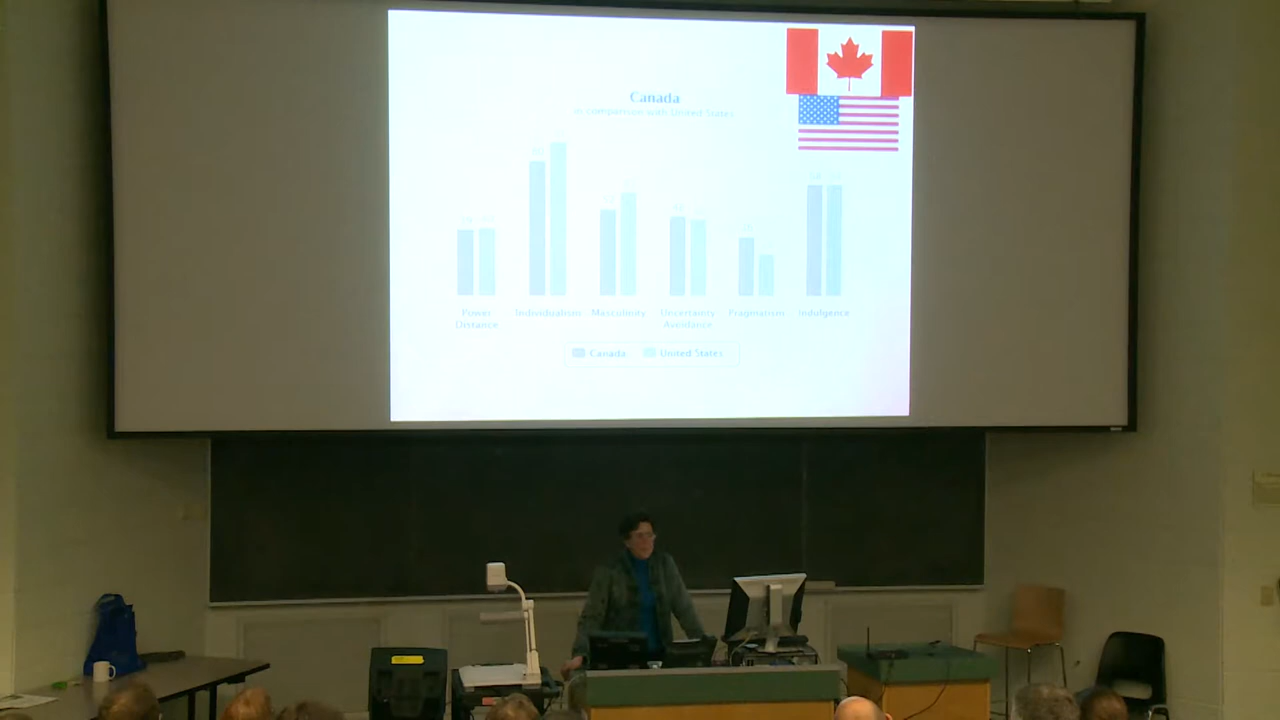 Canada
in comparison with United States
Power
Distance
Individualism
Masculinity
Uncertainty
Avoidance
Pragmatism
Indulgence
Canada
United States